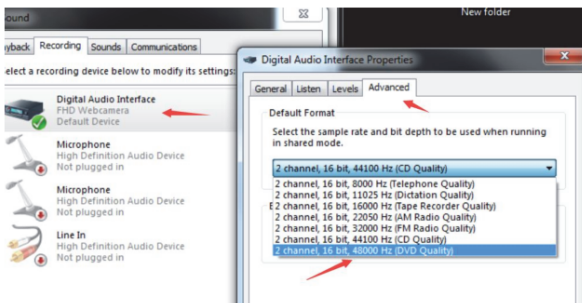 ound
New folder
yback Recording Sounds Communications
elect a recording device below to modify its settings:
Digital Audio Interface
FHD Webcamera
Default Device
Microphone
High Definition Audio Device
Not plugged in
Microphone
High Definition Audio Device
Not plugged in
Line In
High Definition Audio Device
Not plugged in
Digital Audio Interface Properties
General Listen Levels Advanced
Default Format
Select the sample rate and bit depth to be used when running
in shared mode.
2 channel, 16 bit, 44100 Hz (CD Quality)
2 channel, 16 bit, 8000 Hz (Telephone Quality)
2 channel, 16 bit, 11025 Hz (Dictation Quality)
E 2 channel, 16 bit, 16000 Hz (Tape Recorder Quality)
2 channel, 16 bit, 22050 Hz (AM Radio Quality)
2 channel, 16 bit, 32000 Hz (FM Radio Quality)
2 channel, 16 bit, 44100 Hz (CD Quality)
2 channel, 16 bit, 48000 Hz (DVD Quality)